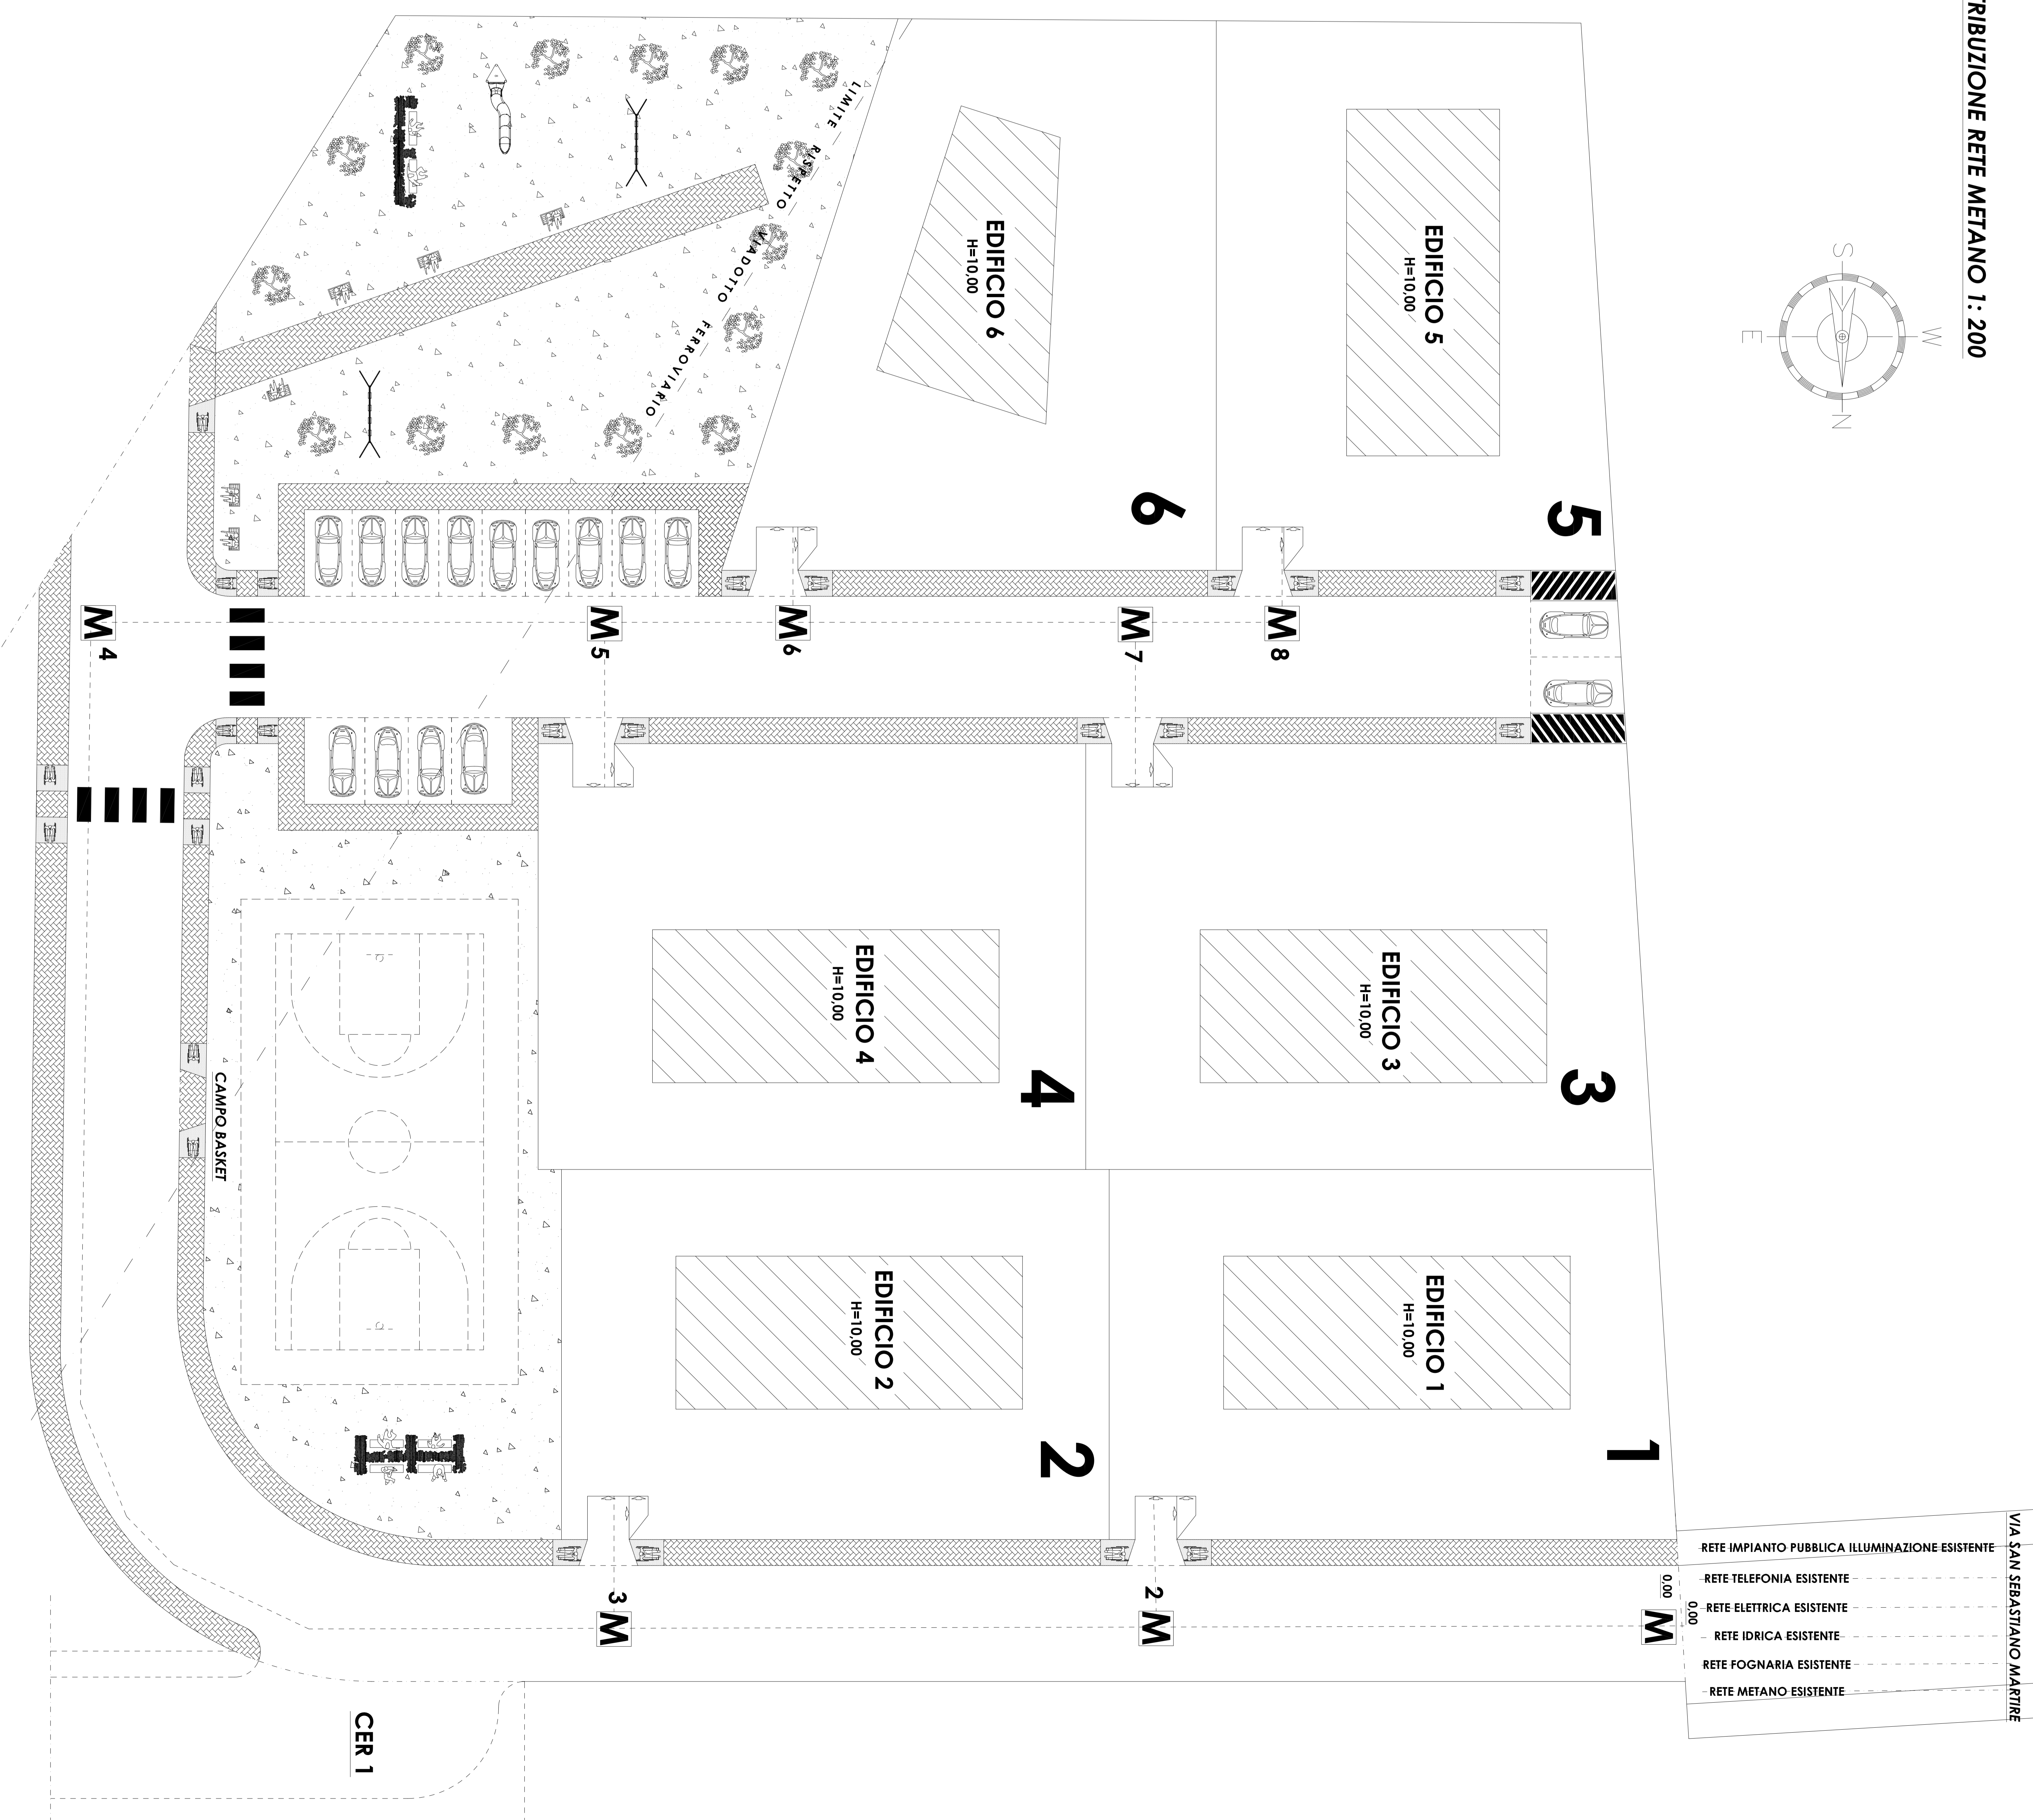 TRIBUZIONE RETE METANO 1: 200
S
W
E
N
LIMITE RISPETTO VIADOTTO FERROVIARIO
EDIFICIO 6
H=10,00
EDIFICIO 5
H=10,00
6
5
M 4
M 5
M 6
M 7
M 8
EDIFICIO 4
H=10,00
EDIFICIO 3
H=10,00
4
3
CAMPO BASKET
EDIFICIO 2
H=10,00
EDIFICIO 1
H=10,00
2
1
3 M
2 M
M
0,00
0,00
RETE IMPIANTO PUBBLICA ILLUMINAZIONE ESISTENTE
RETE TELEFONIA ESISTENTE
RETE ELETTRICA ESISTENTE
RETE IDRICA ESISTENTE
RETE FOGNARIA ESISTENTE
RETE METANO ESISTENTE
VIA SAN SEBASTIANO MARTIRE
CER 1